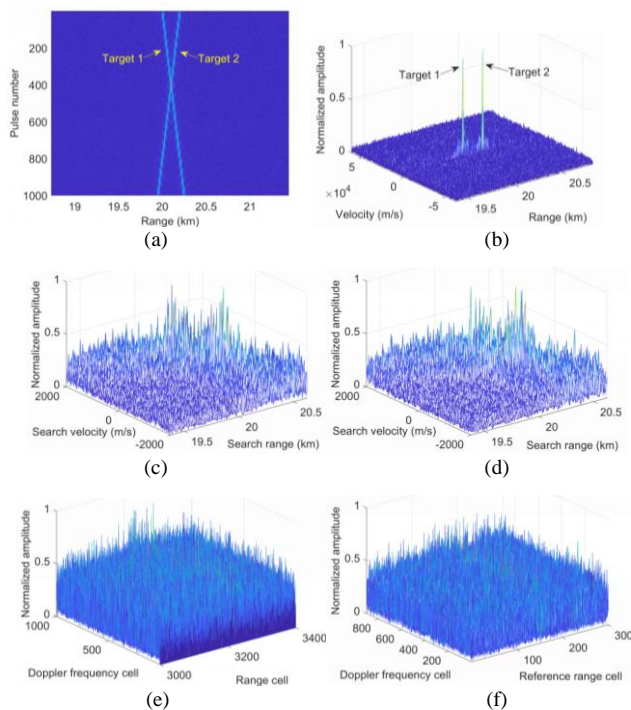 Target 1
Target 2
200
400
600
800
1000
Pulse number
19
19.5
20
20.5
21
Range (km)
(a)
Normalized amplitude
1
0.5
0
Target 1
Target 2
5
0
-5
×10^4
Velocity (m/s)
19.5
20
20.5
Range (km)
(b)
Normalized amplitude
1
0.5
0
2000
0
-2000
Search velocity (m/s)
19.5
20
20.5
Search range (km)
(c)
Normalized amplitude
1
0.5
0
2000
0
-2000
Search velocity (m/s)
19.5
20
20.5
Search range (km)
(d)
Normalized amplitude
1
0.5
0
1000
500
Doppler frequency cell
3000
3200
3400
Range cell
(e)
Normalized amplitude
1
0.5
0
800
600
400
200
Doppler frequency cell
100
200
300
Reference range cell
(f)